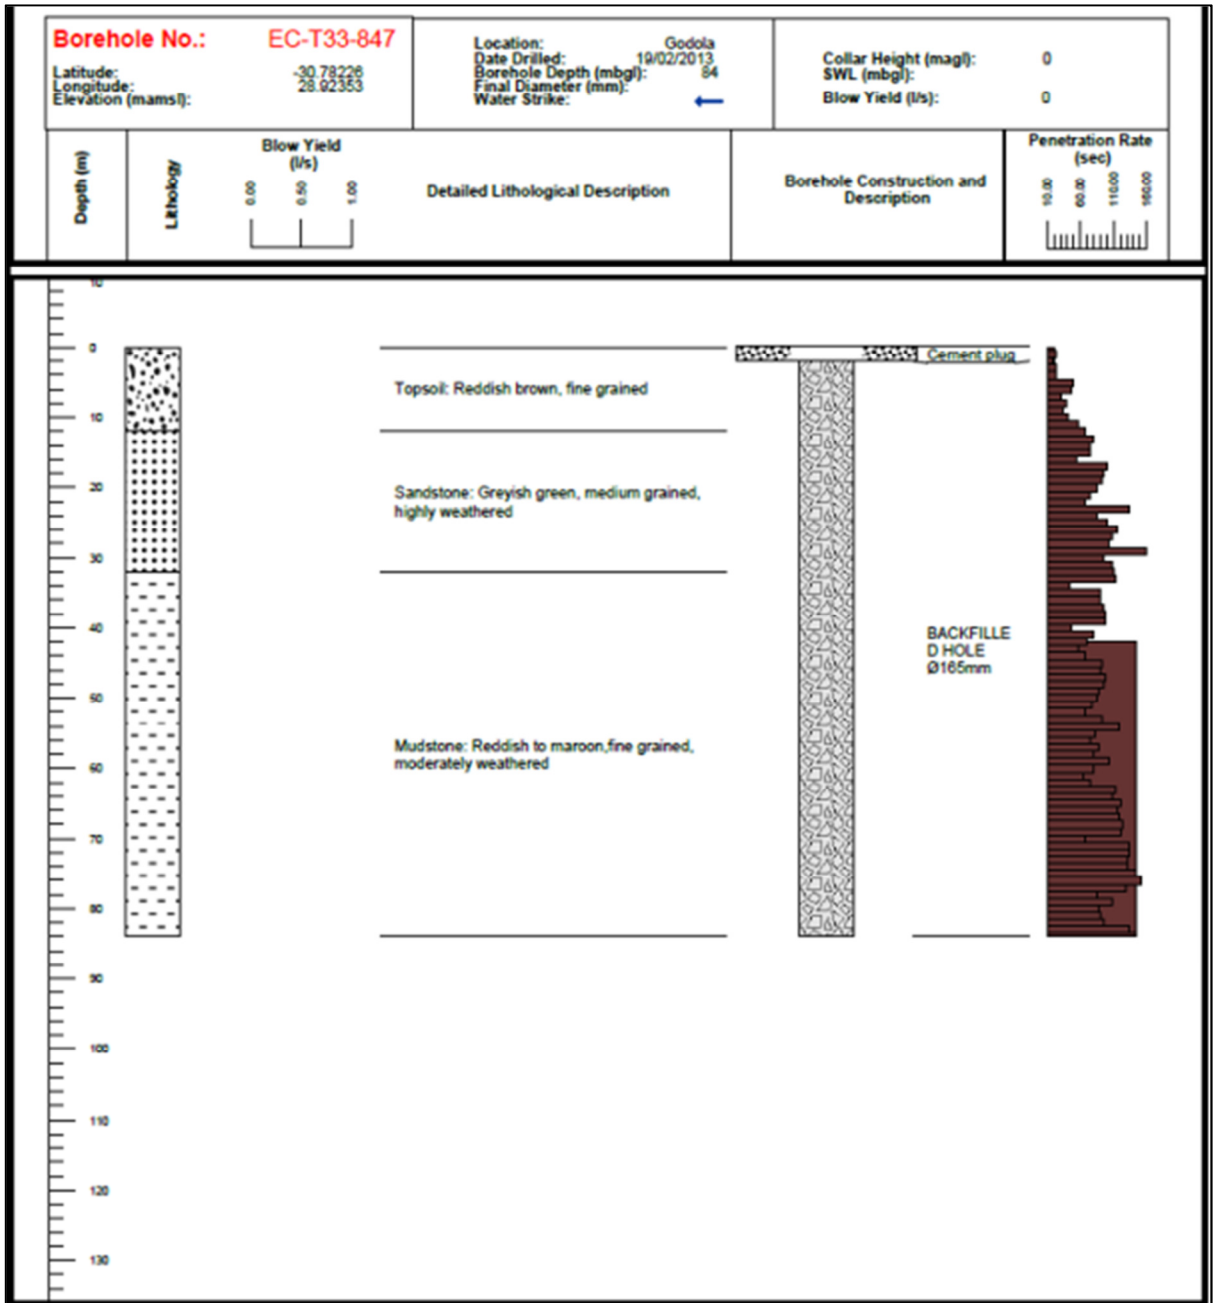 Borehole No.: EC-T33-847
Latitude: -30.78226
Longitude: 28.92353
Elevation (mamsl):
Location: Godola
Date Drilled: 19/02/2013
Borehole Depth (mbgl): 84
Final Diameter (mm):
Water Strike:
Collar Height (magl): 0
SWL (mbgl):
Blow Yield (l/s): 0
Depth (m)
Lithology
Blow Yield
(l/s)
0.00 0.50 1.00
Detailed Lithological Description
Borehole Construction and
Description
Penetration Rate
(sec)
10.00 60.00 110.00 160.00
10
0
Cement plug
Topsoil: Reddish brown, fine grained
10
20
Sandstone: Greyish green, medium grained,
highly weathered
30
40
BACKFILLE
D HOLE
Ø165mm
50
Mudstone: Reddish to maroon,fine grained,
moderately weathered
60
70
80
90
100
110
120
130